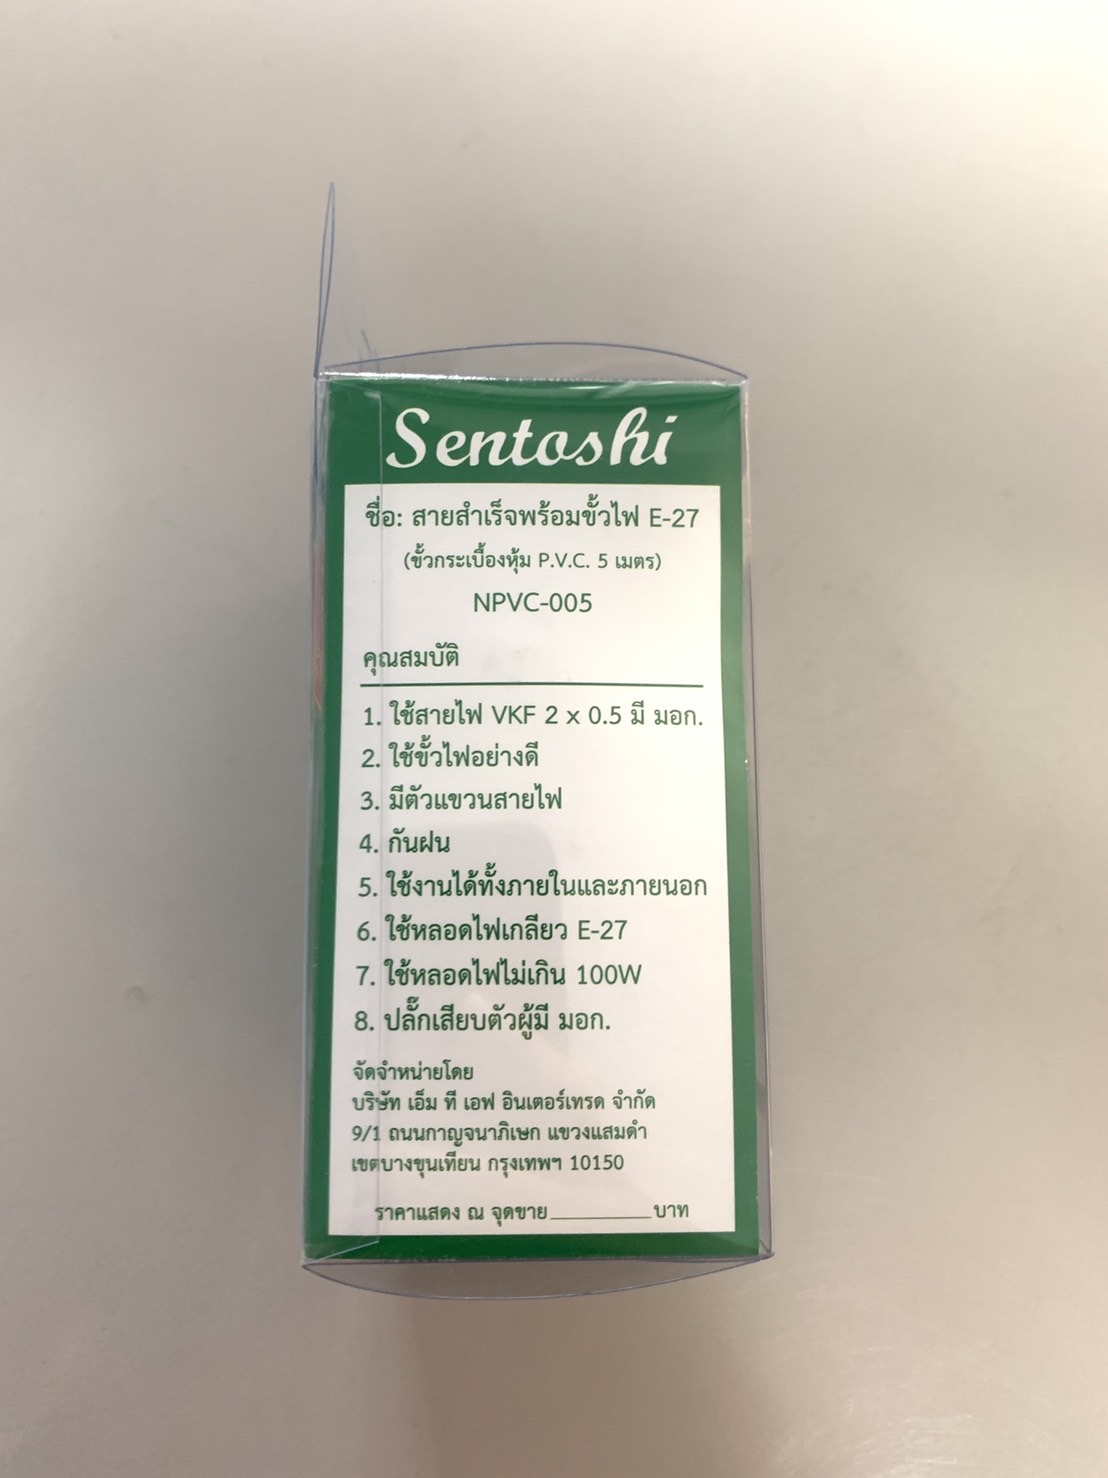 Sentoshi
ชื่อ: สายสำเร็จพร้อมขั้วไฟ E-27
(ขั้วกระเบื้องหุ้ม P.V.C. 5 เมตร)
NPVC-005
คุณสมบัติ
1. ใช้สายไฟ VKF 2 x 0.5 มี มอก.
2. ใช้ขั้วไฟอย่างดี
3. มีตัวแขวนสายไฟ
4. กันฝน
5. ใช้งานได้ทั้งภายในและภายนอก
6. ใช้หลอดไฟเกลียว E-27
7. ใช้หลอดไฟไม่เกิน 100W
8. ปลั๊กเสียบตัวผู้มี มอก.
จัดจำหน่ายโดย
บริษัท เอ็ม ที เอฟ อินเตอร์เทรด จำกัด
9/1 ถนนกาญจนาภิเษก แขวงแสมดำ
เขตบางขุนเทียน กรุงเทพฯ 10150
ราคาแสดง ณ จุดขาย__________บาท